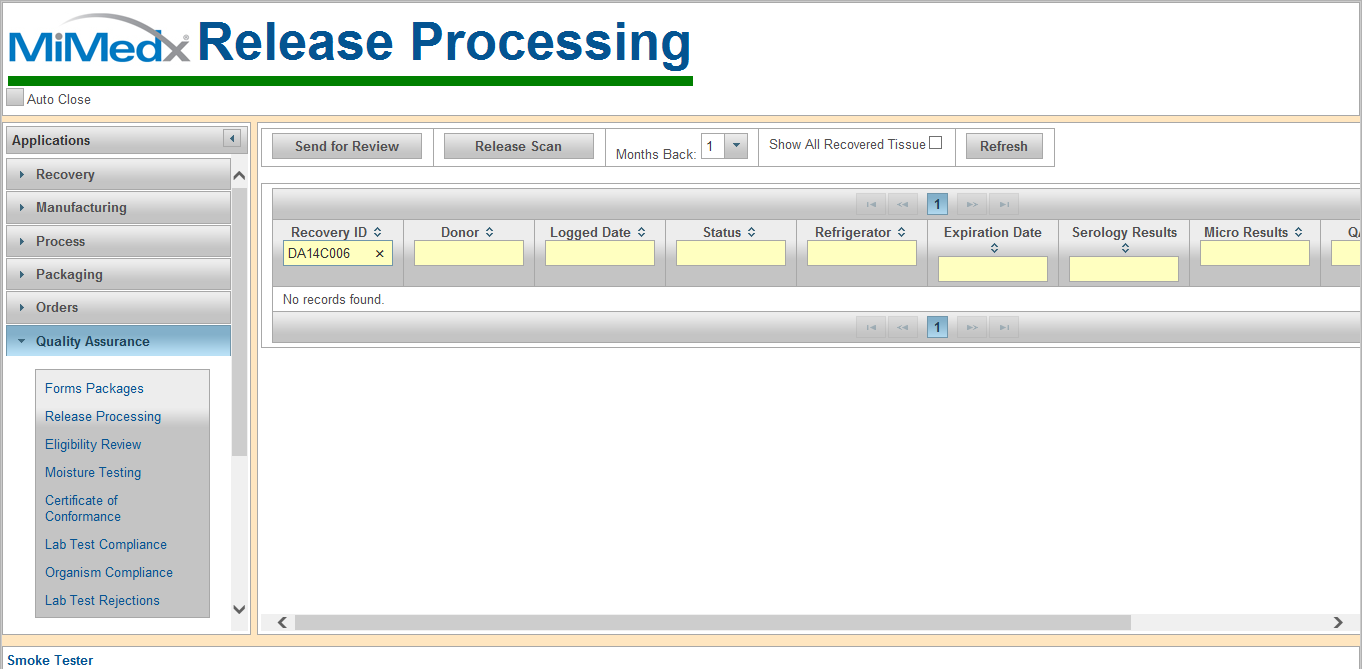 MiMedx Release Processing
Auto Close
Applications
Recovery
Manufacturing
Process
Packaging
Orders
Quality Assurance
Forms Packages
Release Processing
Eligibility Review
Moisture Testing
Certificate of
Conformance
Lab Test Compliance
Organism Compliance
Lab Test Rejections
Send for Review
Release Scan
Months Back: 1
Show All Recovered Tissue
Refresh
1
Recovery ID Donor Logged Date Status Refrigerator Expiration Date Serology Results Micro Results
DA14C006 ×
No records found.
1
Smoke Tester